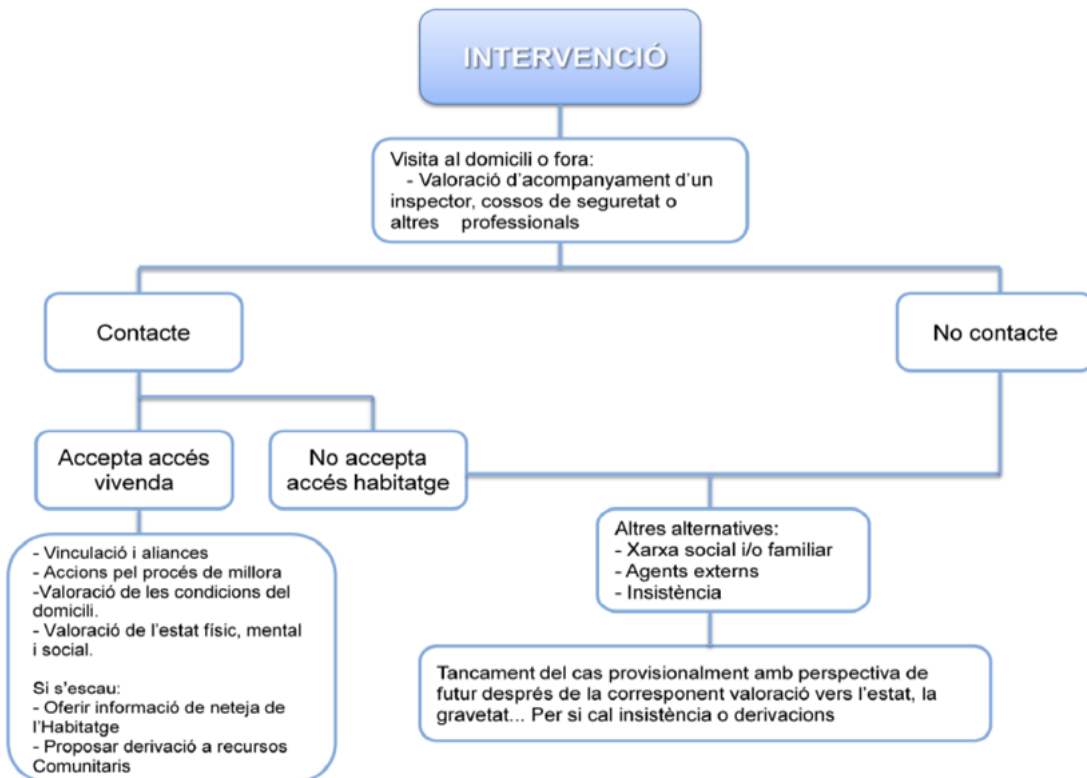 INTERVENCIÓ
Visita al domicili o fora:
- Valoració d'acompanyament d'un
inspector, cossos de seguretat o
altres professionals
Contacte
No contacte
Accepta accés
vivenda
No accepta
accés habitatge
- Vinculació i aliances
- Accions pel procés de millora
-Valoració de les condicions del
domicili.
- Valoració de l'estat físic, mental
i social.
Si s'escau:
- Oferir informació de neteja de
l'Habitatge
- Proposar derivació a recursos
Comunitaris
Altres alternatives:
- Xarxa social i/o familiar
- Agents externs
- Insistència
Tancament del cas provisionalment amb perspectiva de
futur després de la corresponent valoració vers l'estat, la
gravetat... Per si cal insistència o derivacions